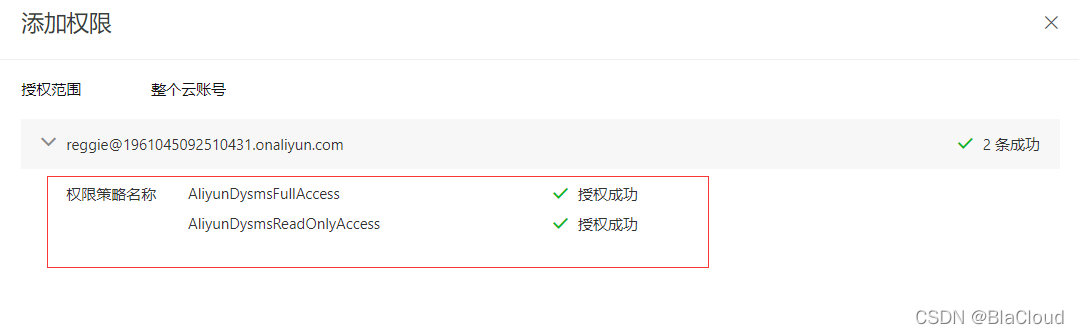 添加权限
授权范围 整个云账号
reggie@1961045092510431.onaliyun.com 2 条成功
权限策略名称 AliyunDysmsFullAccess 授权成功
AliyunDysmsReadOnlyAccess 授权成功
CSDN @BlaCloud